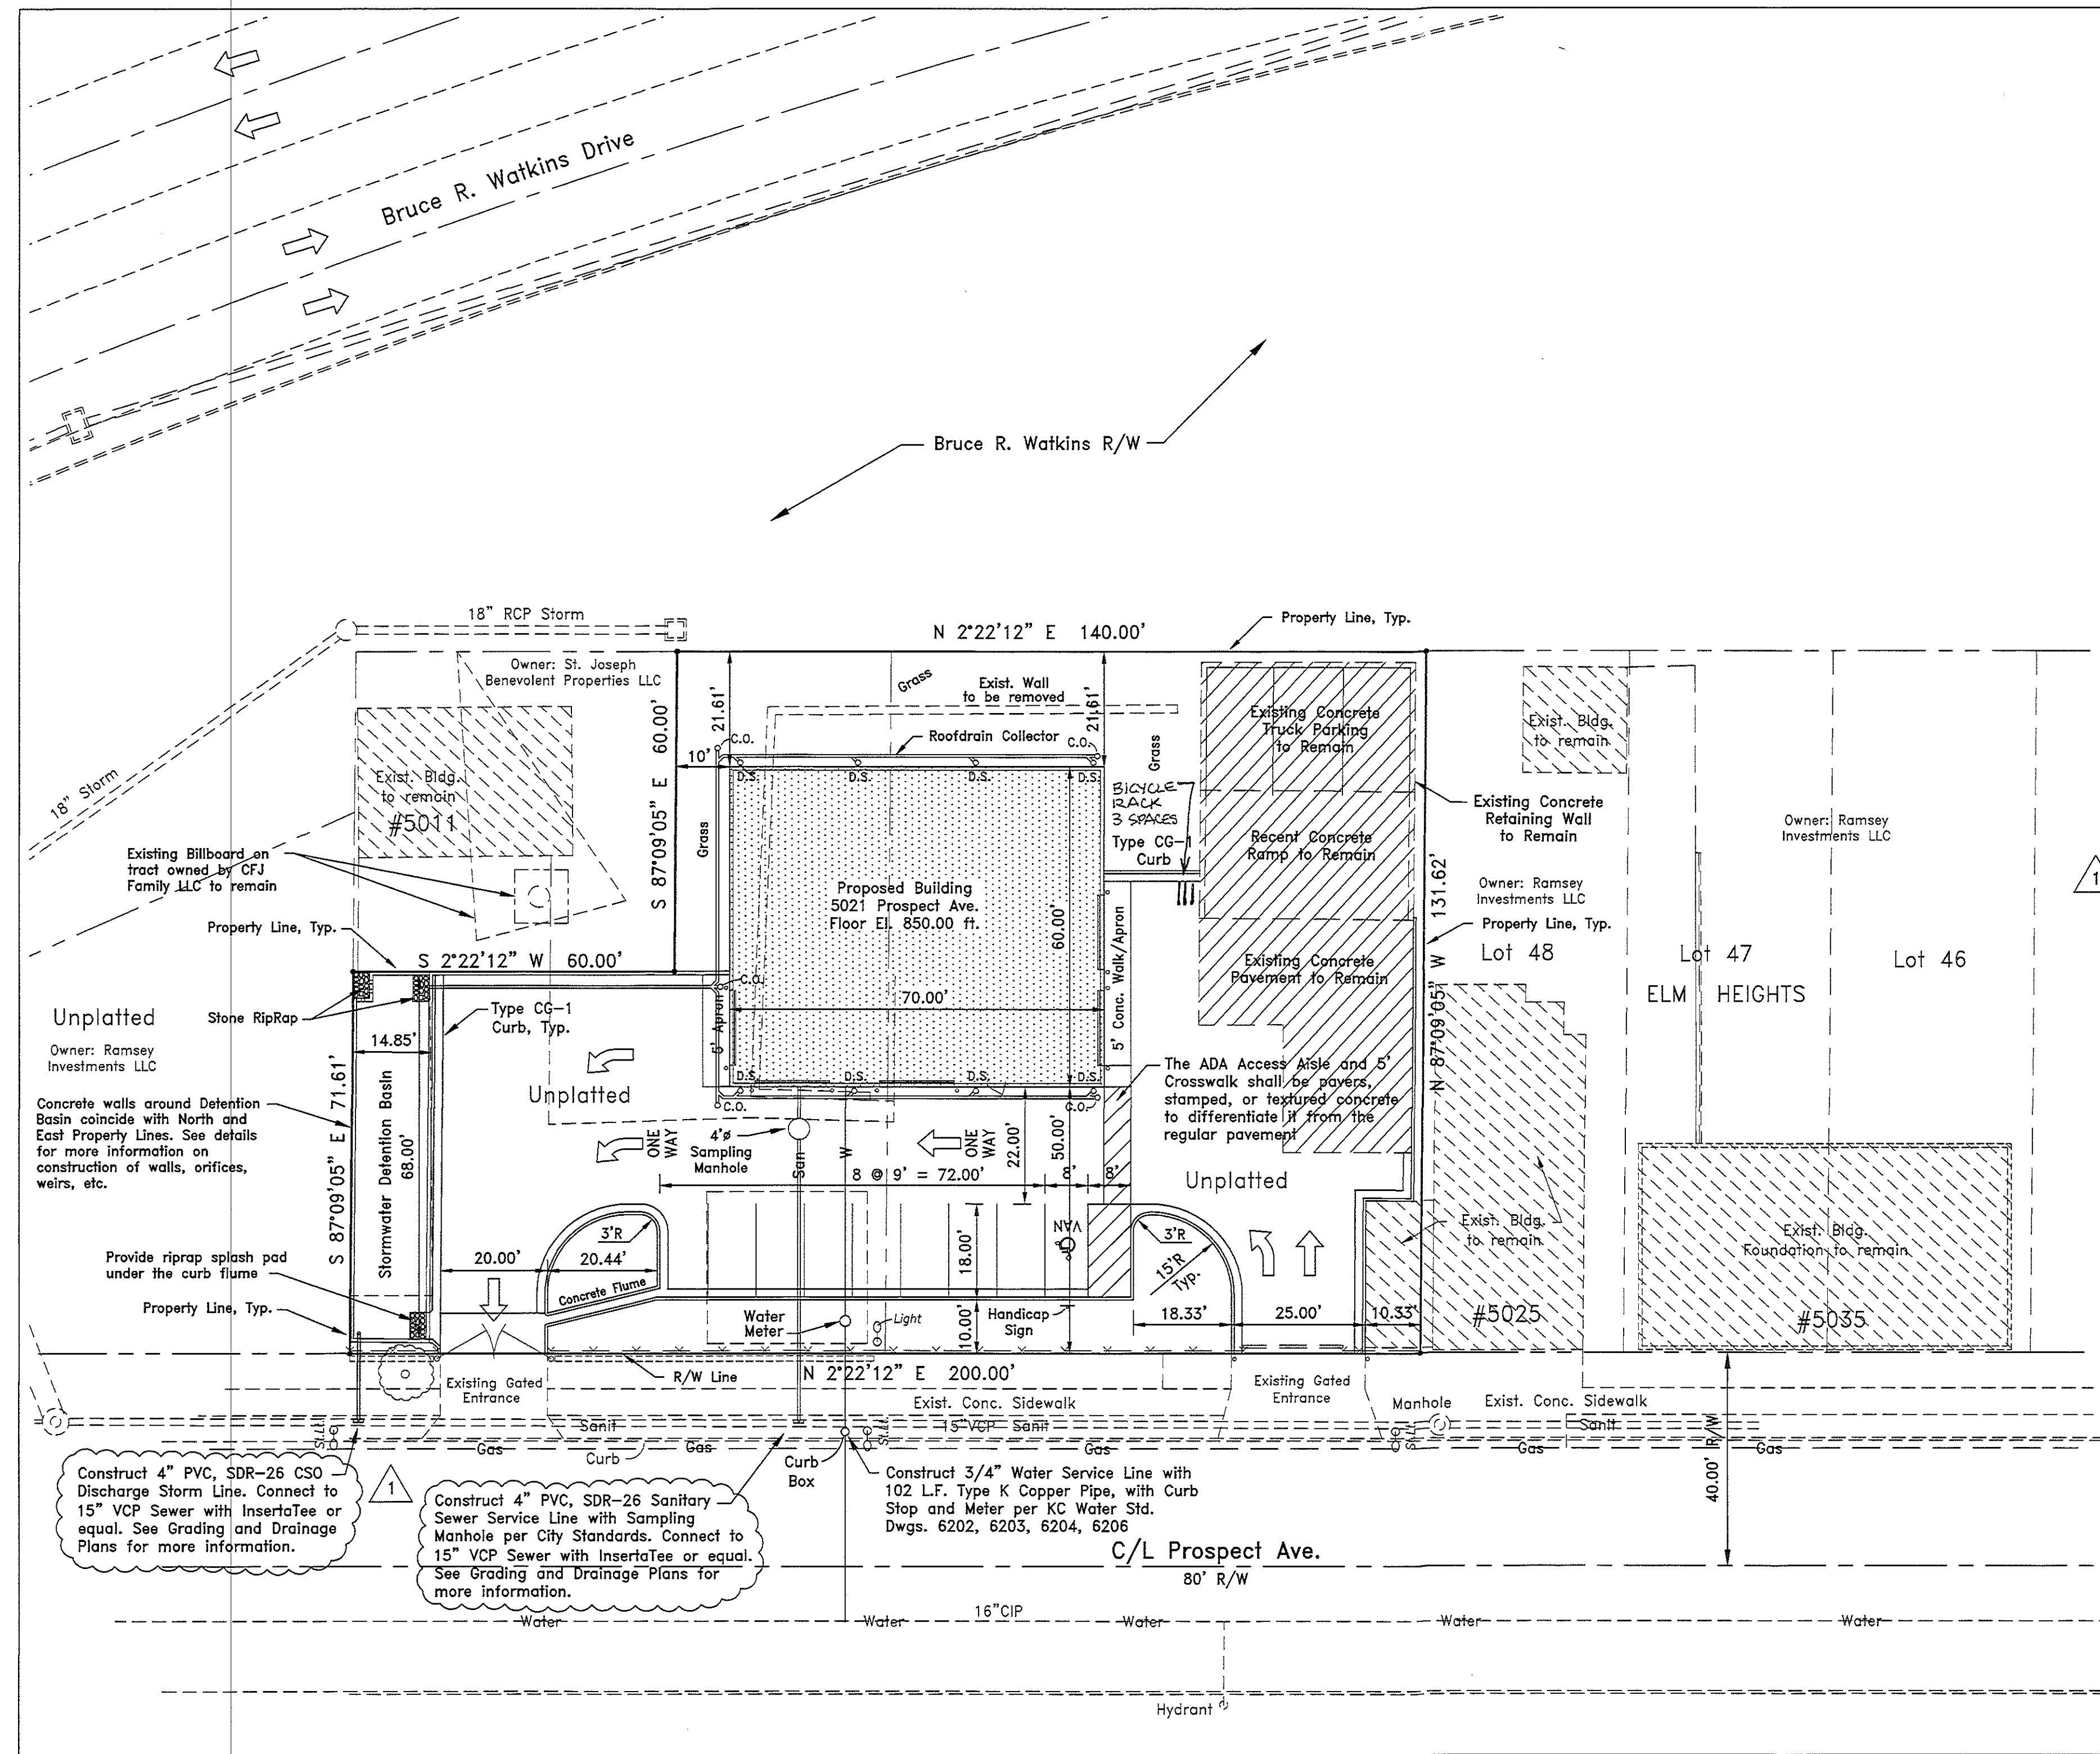 Bruce R. Watkins Drive
Bruce R. Watkins R/W
18" RCP Storm
N 2°22'12" E 140.00'
Property Line, Typ.
Owner: St. Joseph
Benevolent Properties LLC
Grass
Exist. Wall
to be removed
21.61'
21.61'
S 87°09'05" E 60.00'
10'
C.O.
Roofdrain Collector
C.O.
D.S.
D.S.
D.S.
D.S.
Grass
Grass
Existing Concrete
Truck Parking
to Remain
Exist. Bldg.
to remain
18" Storm
Exist. Bldg.
to remain
#5011
BICYCLE
RACK
3 SPACES
Type CG-1
Curb
Existing Concrete
Retaining Wall
to Remain
Owner: Ramsey
Investments LLC
Recent Concrete
Ramp to Remain
Existing Billboard on
tract owned by CFJ
Family LLC to remain
Proposed Building
5021 Prospect Ave.
Floor El. 850.00 ft.
60.00'
N 87°09'05" W 131.62'
Owner: Ramsey
Investments LLC
1
Property Line, Typ.
Property Line, Typ.
5' Conc. Walk/Apron
Lot 48
Lot 47
Lot 46
S 2°22'12" W 60.00'
Existing Concrete
Pavement to Remain
C.O.
ELM HEIGHTS
70.00'
Unplatted
Stone RipRap
Type CG-1
Curb, Typ.
5' Apron
14.85'
Owner: Ramsey
Investments LLC
The ADA Access Aisle and 5'
Crosswalk shall be pavers,
stamped, or textured concrete
to differentiate it from the
regular pavement
D.S.
D.S.
D.S.
D.S.
Unplatted
C.O.
C.O.
Concrete walls around Detention
Basin coincide with North and
East Property Lines. See details
for more information on
construction of walls, orifices,
weirs, etc.
S 87°09'05" E 71.61'
Stormwater Detention Basin
68.00'
ONE
WAY
4'ø
Sampling
Manhole
San
W
ONE
WAY
22.00'
50.00'
8 @ 9' = 72.00'
8'
8'
Unplatted
VAN
3'R
20.00'
20.44'
Concrete Flume
18.00'
3'R
15'R
Typ.
Exist. Bldg.
to remain
Exist. Bldg.
Foundation to remain
Provide riprap splash pad
under the curb flume
Property Line, Typ.
Water
Meter
Light
Handicap
Sign
10.00'
18.33'
25.00'
10.33'
#5025
#5035
R/W Line
N 2°22'12" E 200.00'
Existing Gated
Entrance
Existing Gated
Entrance
Exist. Conc. Sidewalk
Manhole
Exist. Conc. Sidewalk
St.Lt.
Sanit
St.Lt.
15"VCP Sanit
St.Lt.
Sanit
Gas
Gas
Gas
Gas
Gas
Curb
Curb
Box
40.00' R/W
Construct 4" PVC, SDR-26 CSO
Discharge Storm Line. Connect to
15" VCP Sewer with InsertaTee or
equal. See Grading and Drainage
Plans for more information.
1
Construct 4" PVC, SDR-26 Sanitary
Sewer Service Line with Sampling
Manhole per City Standards. Connect to
15" VCP Sewer with InsertaTee or equal.
See Grading and Drainage Plans for
more information.
Construct 3/4" Water Service Line with
102 L.F. Type K Copper Pipe, with Curb
Stop and Meter per KC Water Std.
Dwgs. 6202, 6203, 6204, 6206
C/L Prospect Ave.
80' R/W
16"CIP
Water
Water
Water
Water
Water
Hydrant